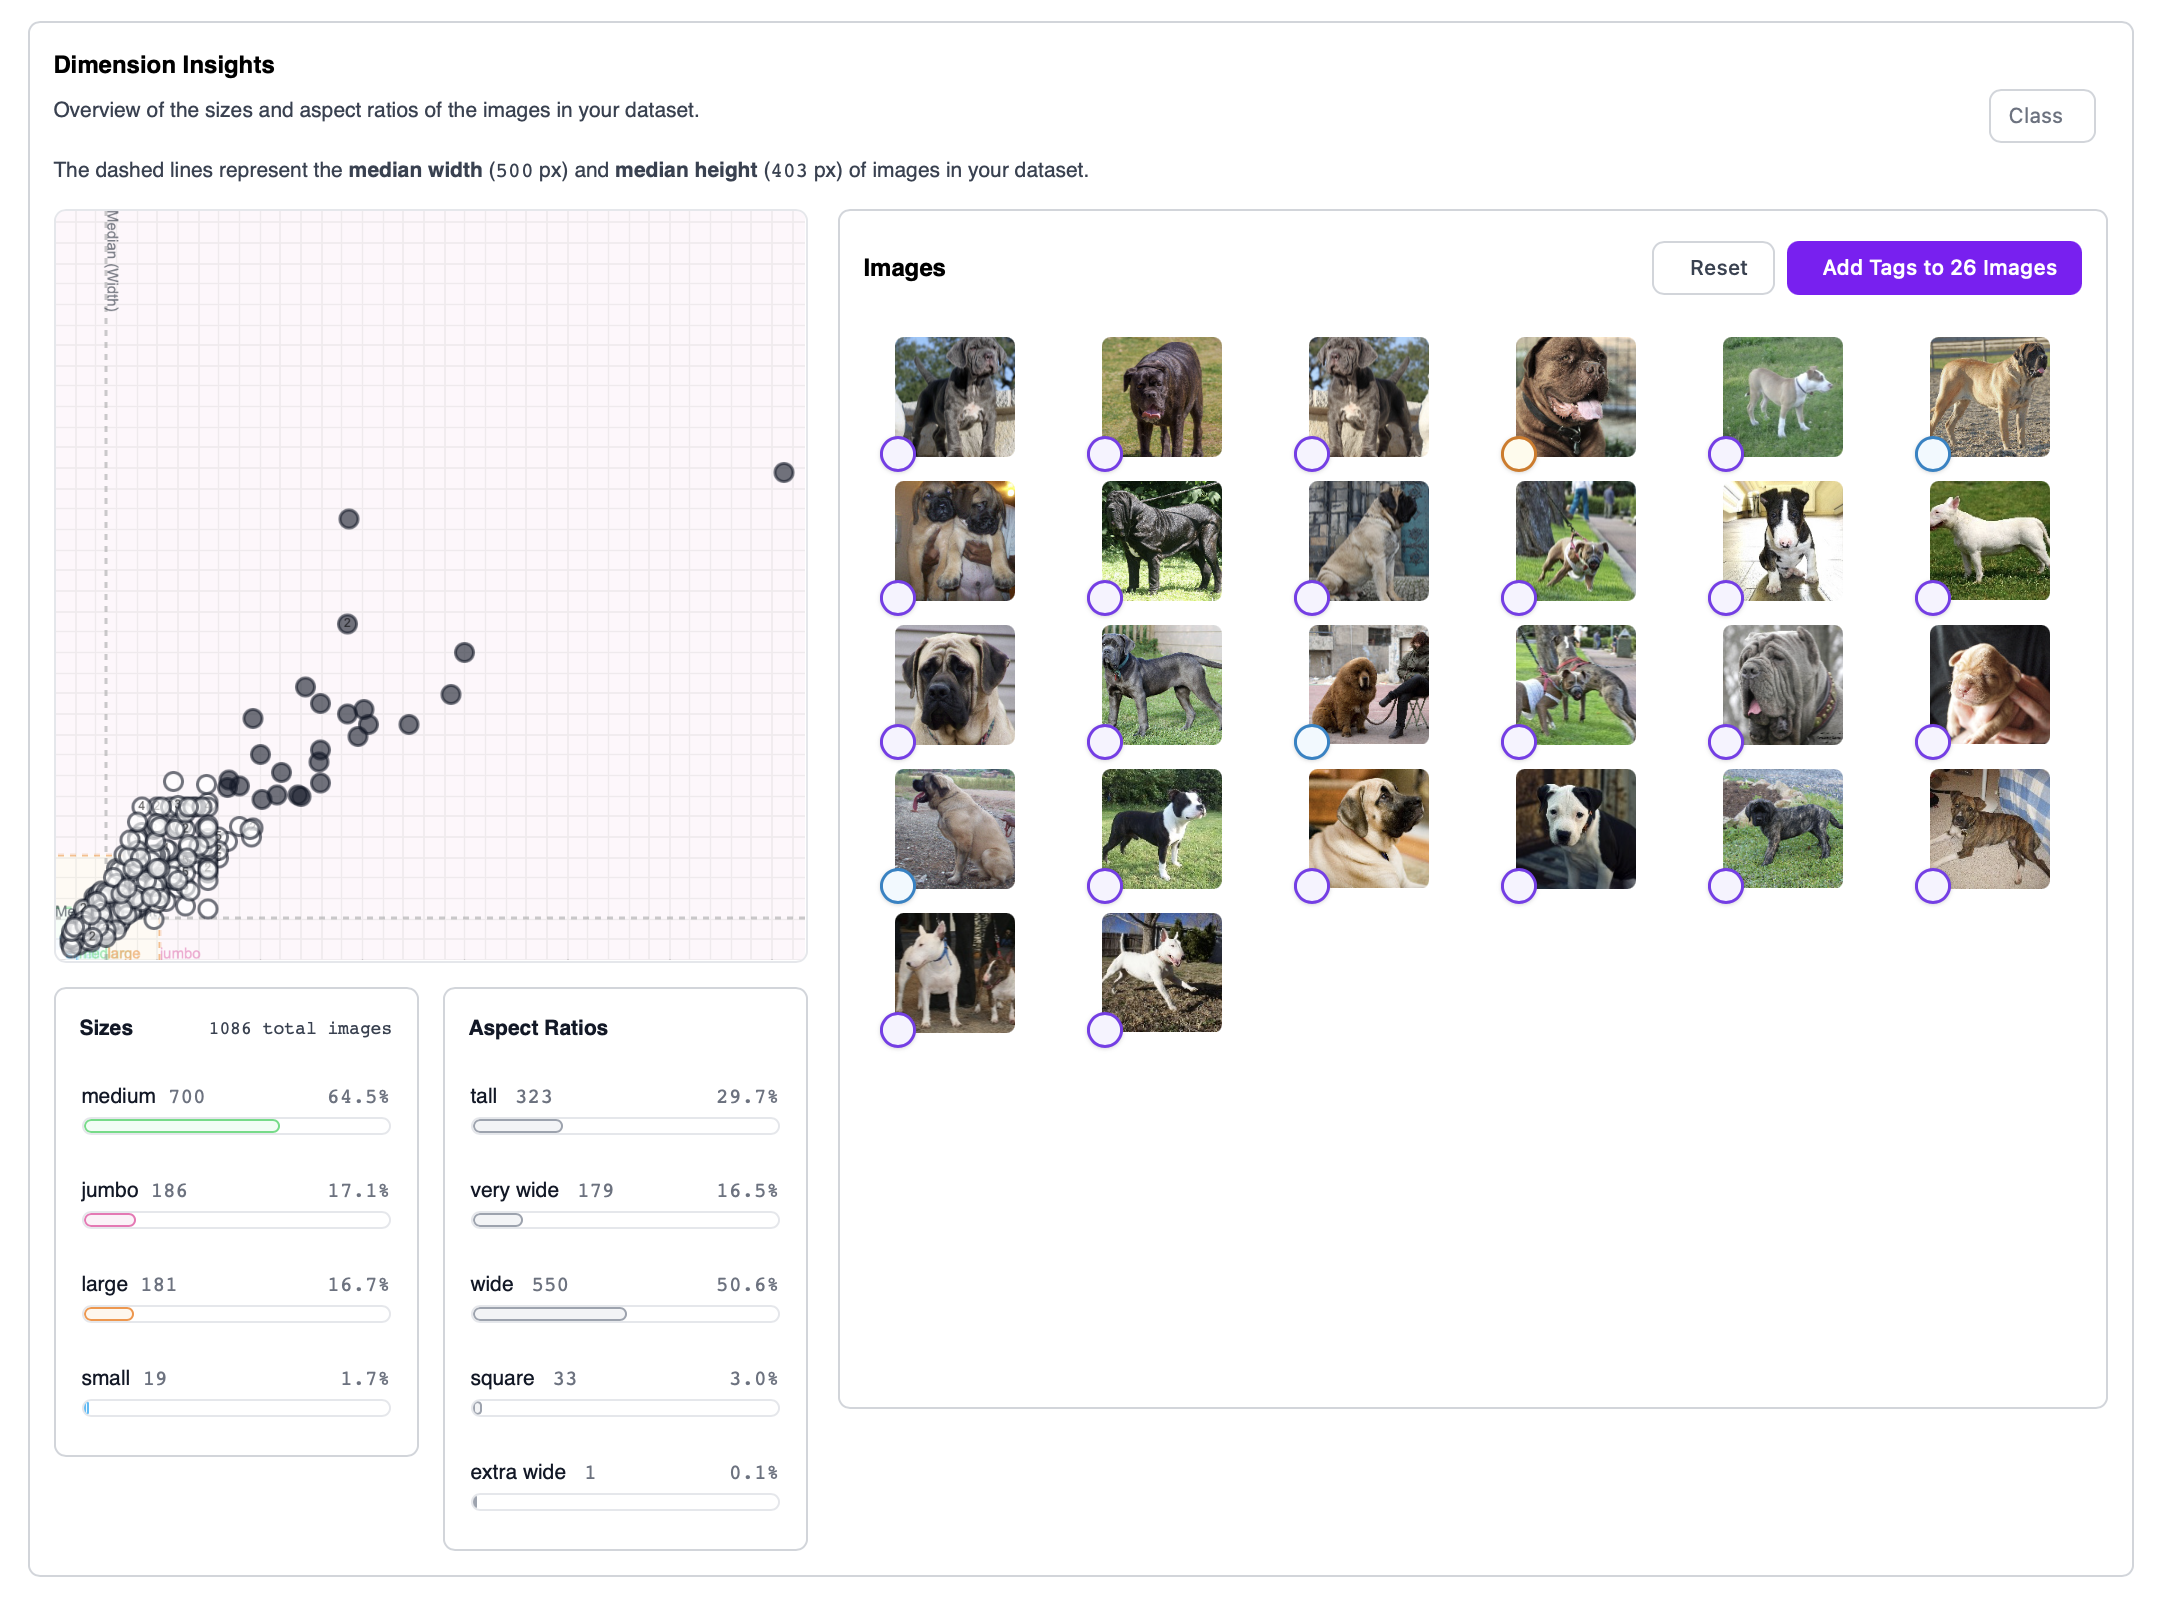 Dimension Insights
Overview of the sizes and aspect ratios of the images in your dataset.
Class
The dashed lines represent the median width (500 px) and median height (403 px) of images in your dataset.
Median (Width)
2
4
2
2
Me
med
large
jumbo
Images
Reset
Add Tags to 26 Images
Sizes
1086 total images
medium 700 64.5%
jumbo 186 17.1%
large 181 16.7%
small 19 1.7%
Aspect Ratios
tall 323 29.7%
very wide 179 16.5%
wide 550 50.6%
square 33 3.0%
extra wide 1 0.1%